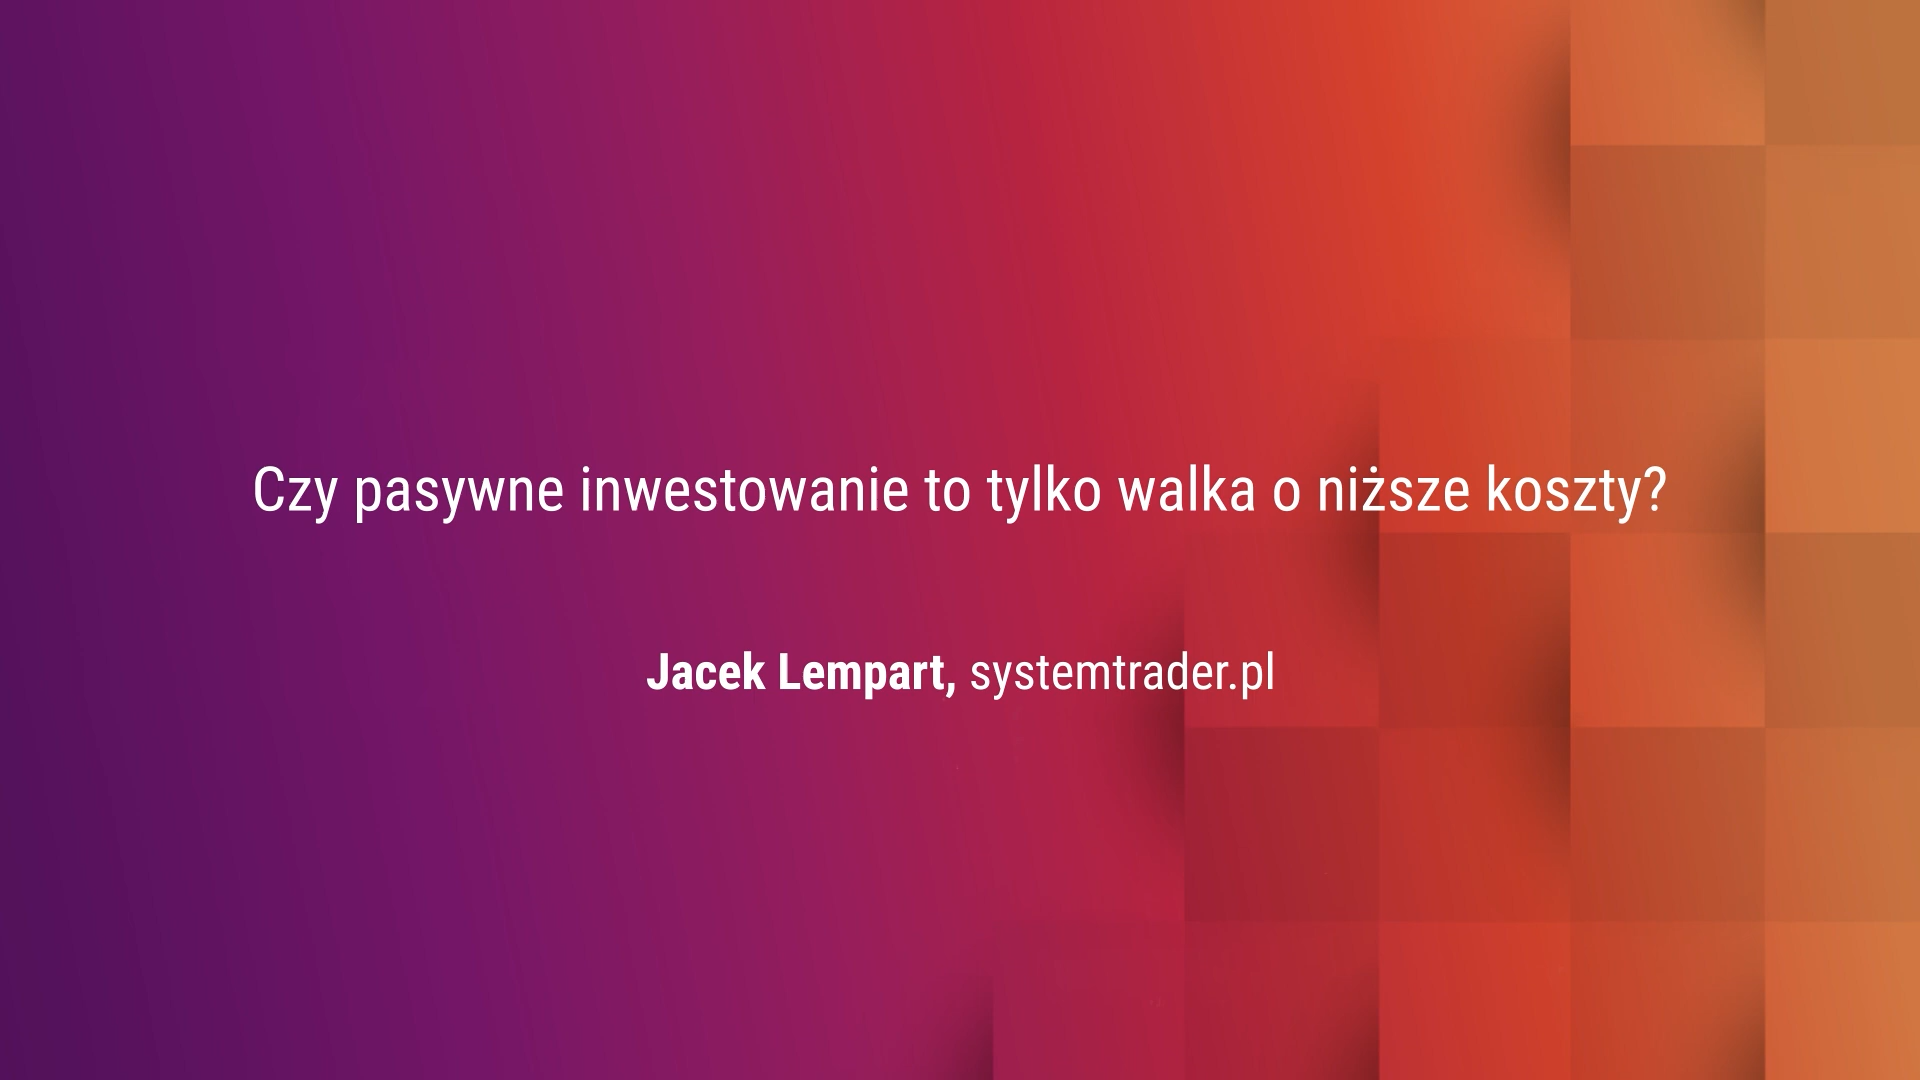 Czy pasywne inwestowanie to tylko walka o niższe koszty?
Jacek Lempart, systemtrader.pl